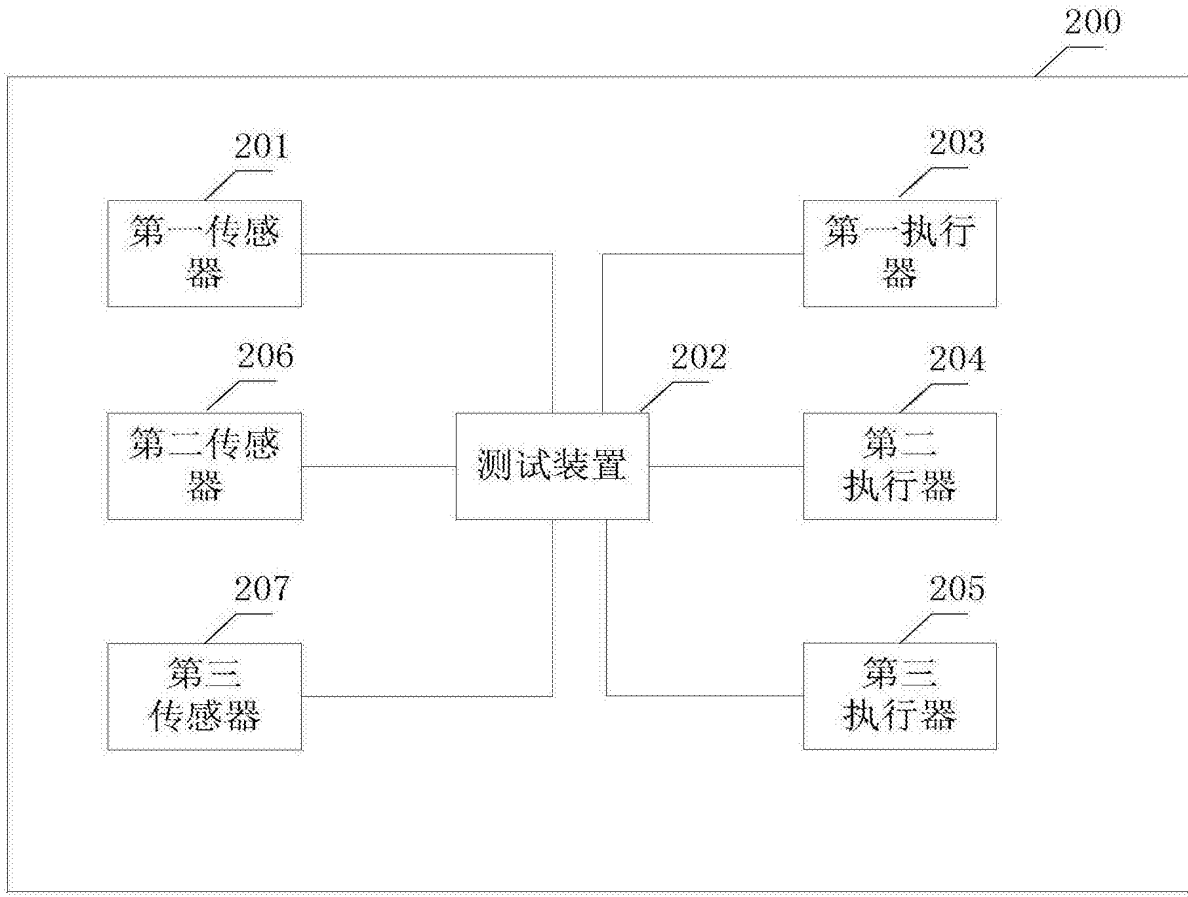 200
201
第一传感
器
203
第一执行
器
206
第二传感
器
202
测试装置
204
第二
执行器
207
第三
传感器
205
第三
执行器